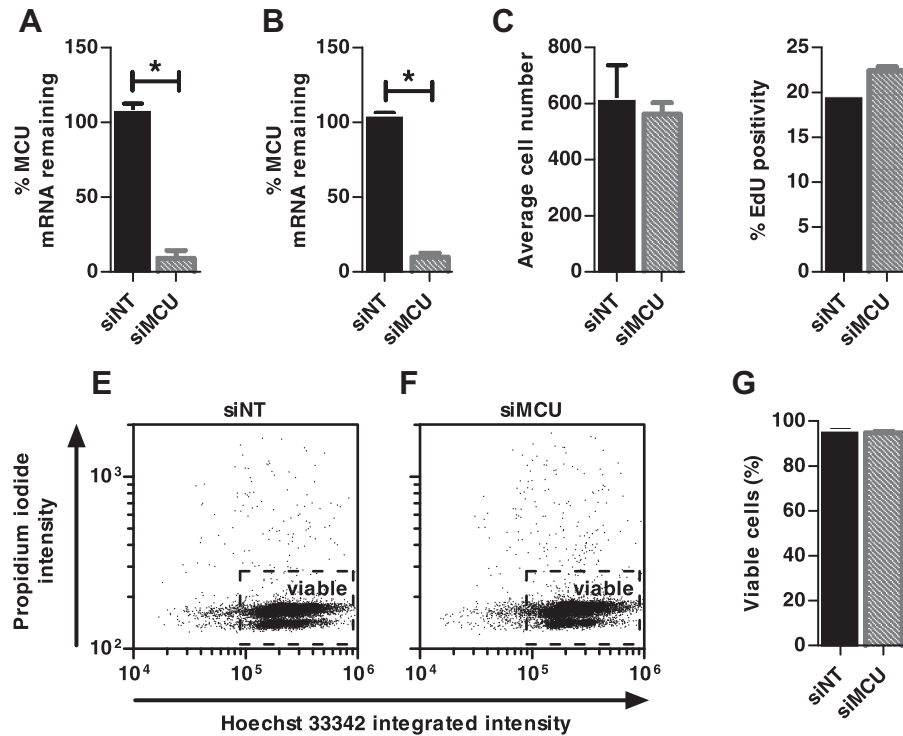 A
% MCU
mRNA remaining
150
100
50
0
*
siNT
siMCU
B
% MCU
mRNA remaining
150
100
50
0
*
siNT
siMCU
C
Average cell number
800
600
400
200
0
siNT
siMCU
% EdU positivity
25
20
15
10
5
0
siNT
siMCU
E
siNT
Propidium iodide
intensity
10³
10²
viable
10⁴
10⁵
10⁶
F
siMCU
viable
10⁴
10⁵
10⁶
Hoechst 33342 integrated intensity
G
Viable cells (%)
100
80
60
40
20
0
siNT
siMCU